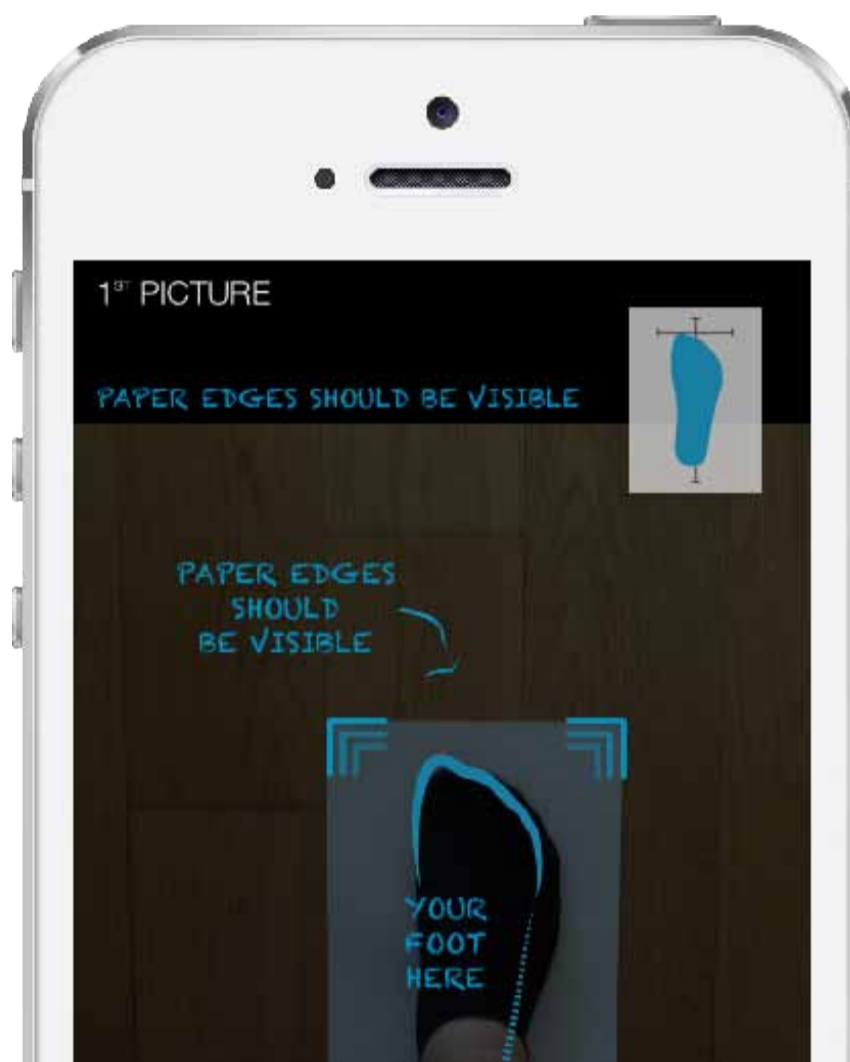 1ST PICTURE
PAPER EDGES SHOULD BE VISIBLE
PAPER EDGES
SHOULD
BE VISIBLE
YOUR
FOOT
HERE